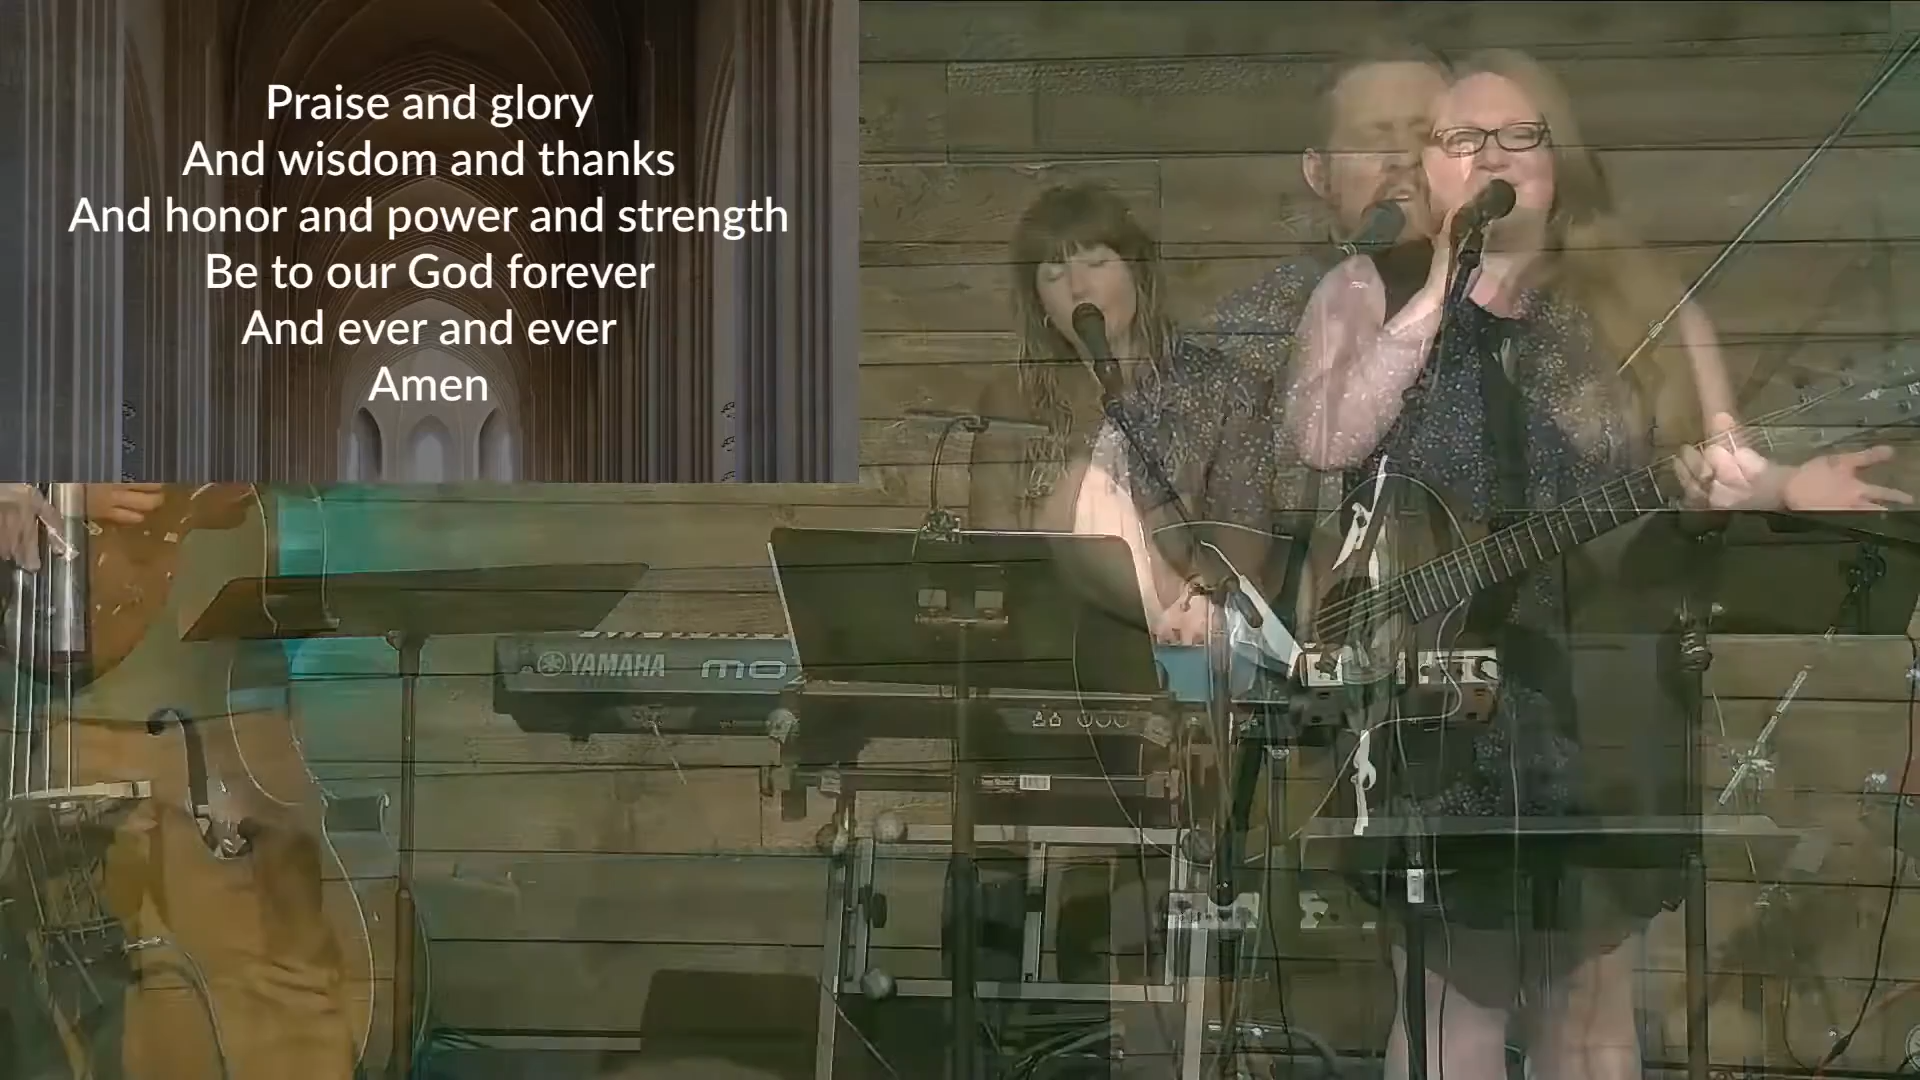 Praise and glory
And wisdom and thanks
And honor and power and strength
Be to our God forever
And ever and ever
Amen
YAMAHA MO